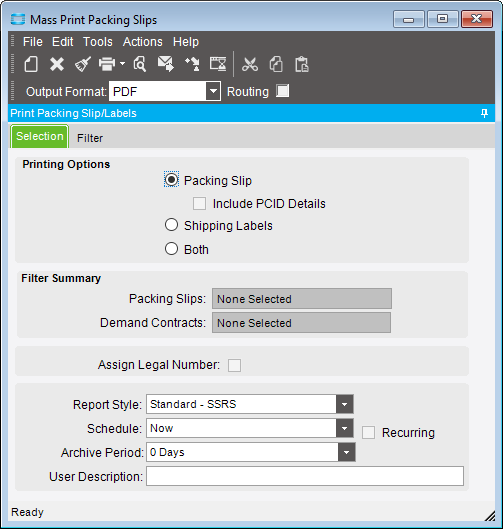 Mass Print Packing Slips
File Edit Tools Actions Help
Output Format: PDF Routing
Print Packing Slip/Labels
Selection Filter
Printing Options
Packing Slip
Include PCID Details
Shipping Labels
Both
Filter Summary
Packing Slips: None Selected
Demand Contracts: None Selected
Assign Legal Number:
Report Style: Standard - SSRS
Schedule: Now Recurring
Archive Period: 0 Days
User Description:
Ready